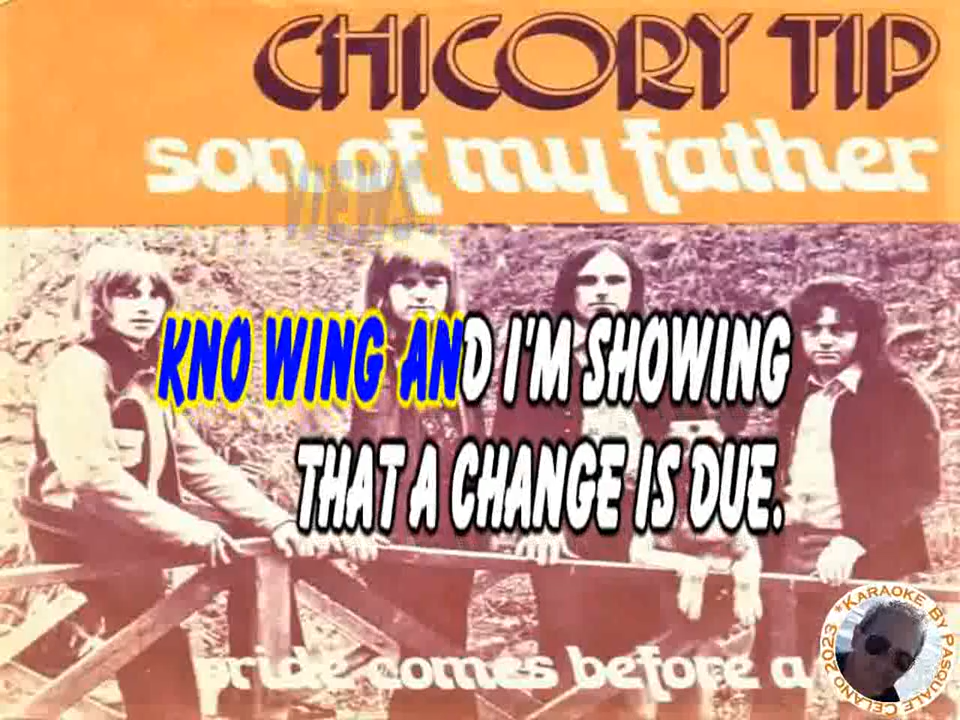 CHICORY TIP
son of my father
VIEWS.
KNO WING AND I'M SHOWING
THAT A CHANGE IS DUE.
pride comes before a
*KARAOKE BY PASQUALE CELANO 2023